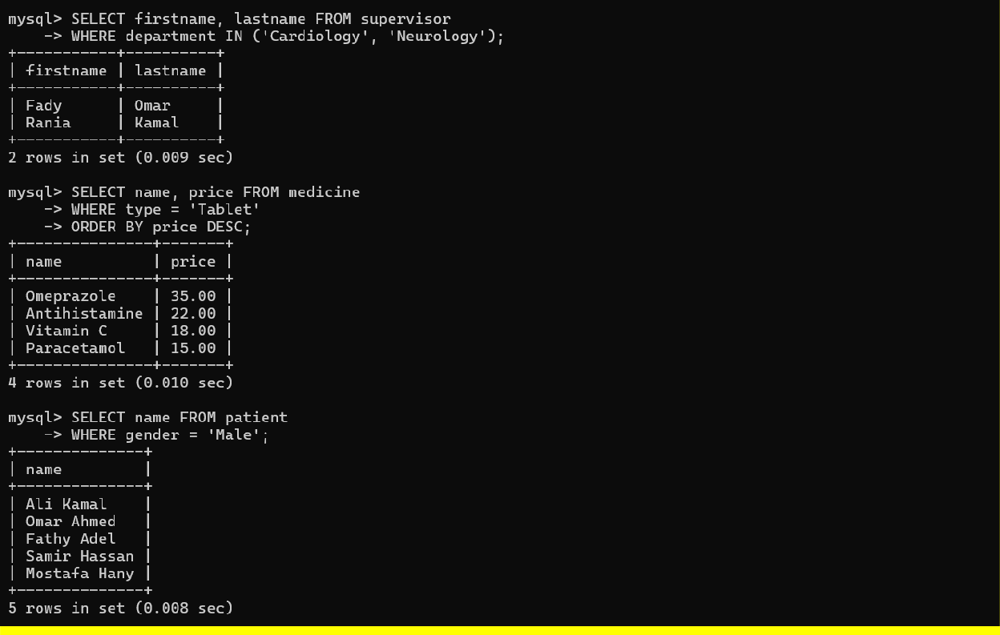 mysql> SELECT firstname, lastname FROM supervisor
    -> WHERE department IN ('Cardiology', 'Neurology');
+-----------+----------+
| firstname | lastname |
+-----------+----------+
| Fady      | Omar     |
| Rania     | Kamal    |
+-----------+----------+
2 rows in set (0.009 sec)

mysql> SELECT name, price FROM medicine
    -> WHERE type = 'Tablet'
    -> ORDER BY price DESC;
+---------------+-------+
| name          | price |
+---------------+-------+
| Omeprazole    | 35.00 |
| Antihistamine | 22.00 |
| Vitamin C     | 18.00 |
| Paracetamol   | 15.00 |
+---------------+-------+
4 rows in set (0.010 sec)

mysql> SELECT name FROM patient
    -> WHERE gender = 'Male';
+--------------+
| name         |
+--------------+
| Ali Kamal    |
| Omar Ahmed   |
| Fathy Adel   |
| Samir Hassan |
| Mostafa Hany |
+--------------+
5 rows in set (0.008 sec)